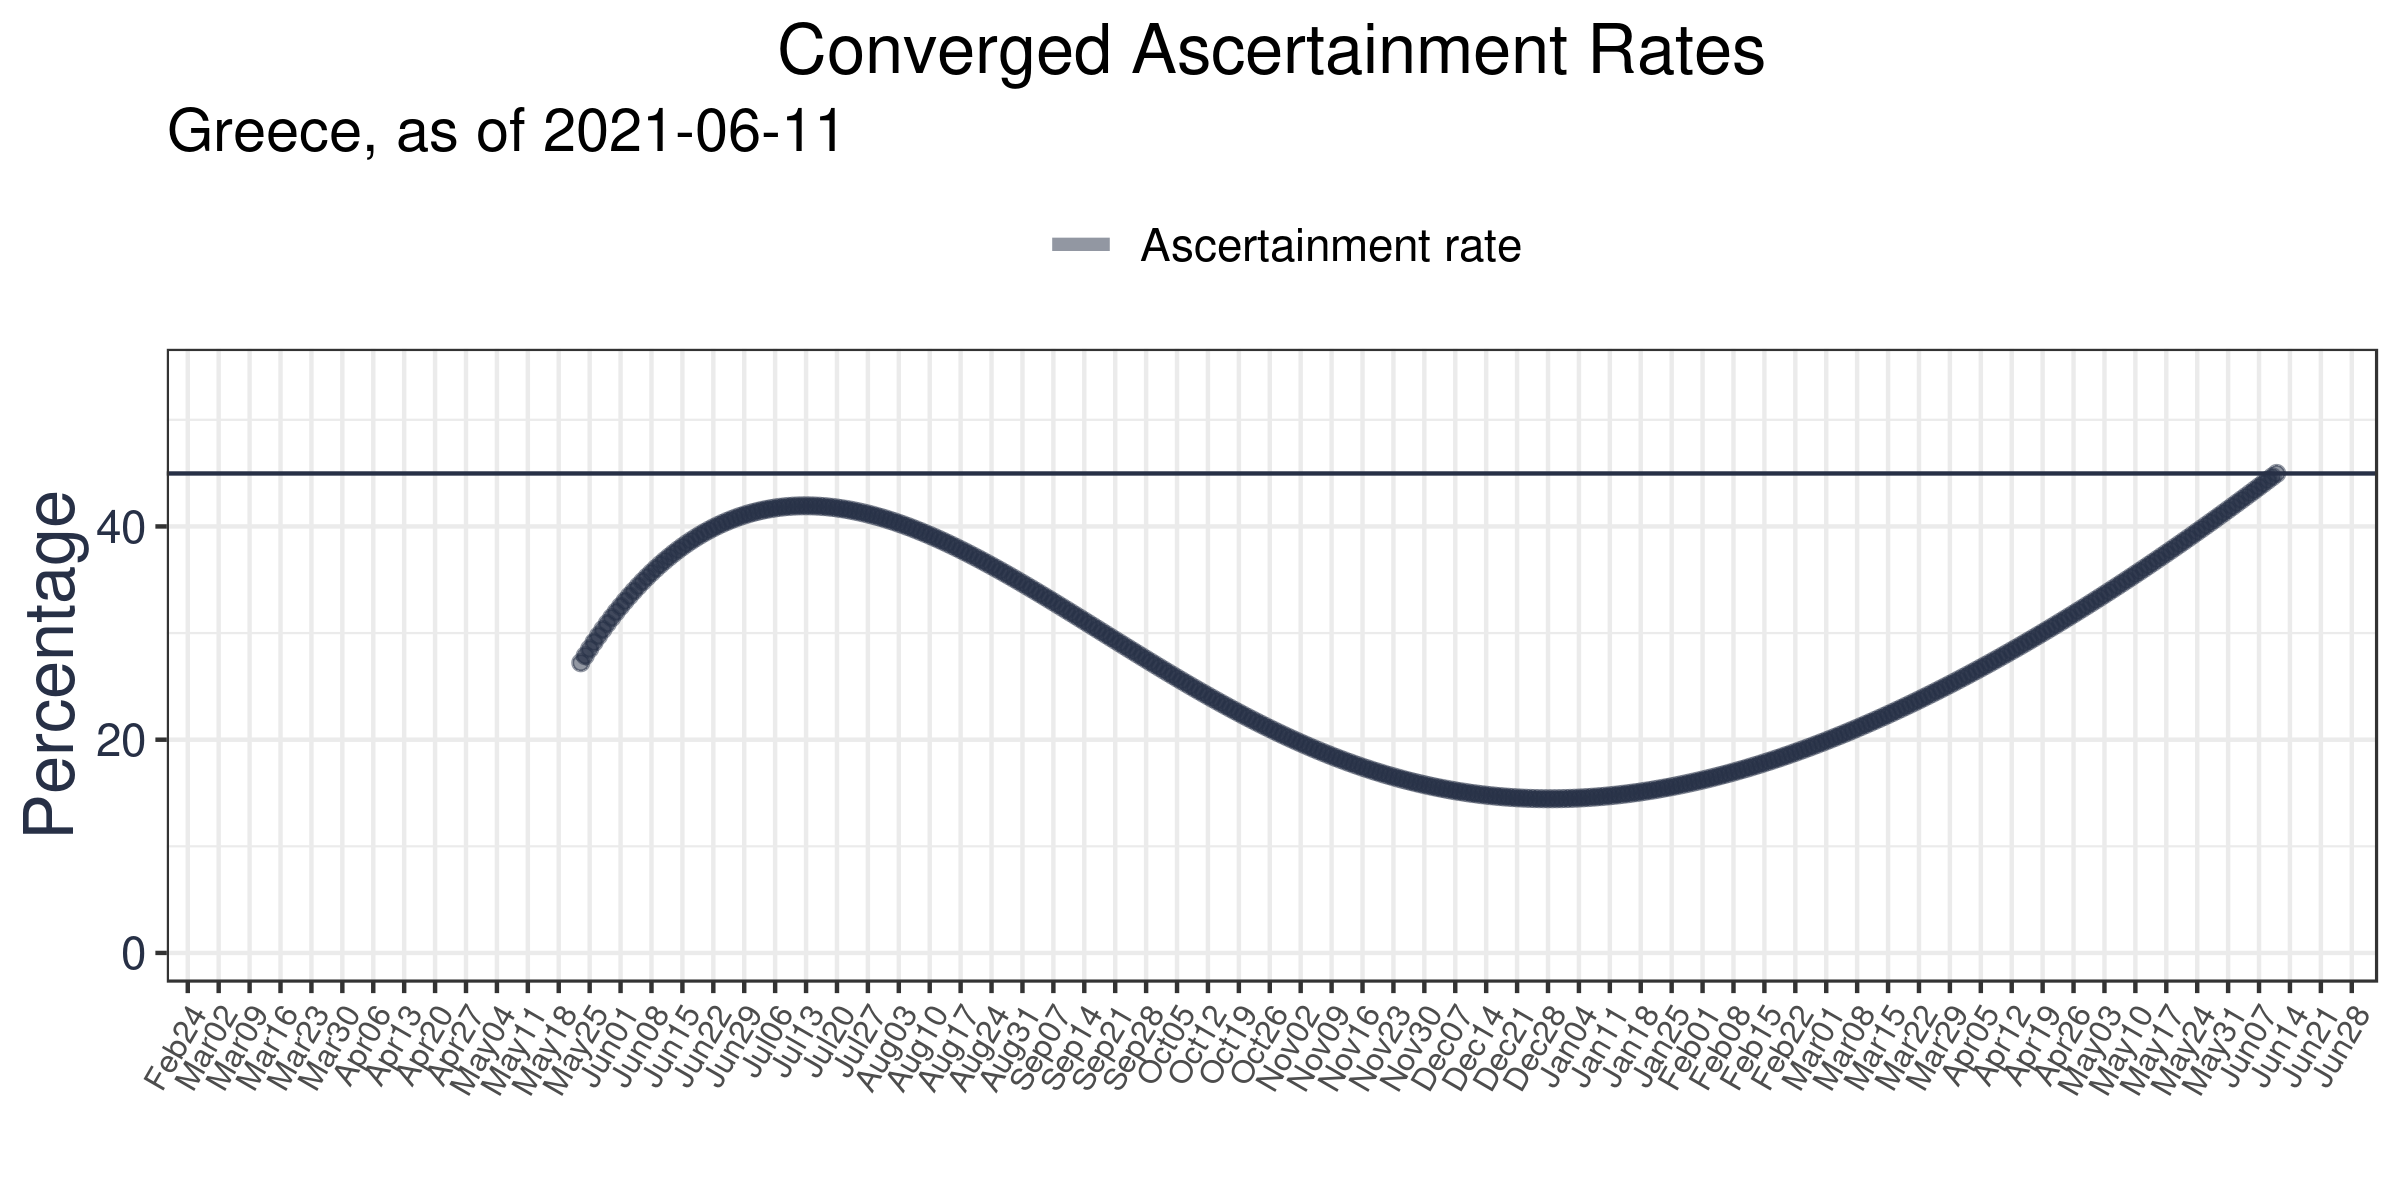 Converged Ascertainment Rates
Greece, as of 2021-06-11
Ascertainment rate
Percentage
40
20
0
Feb24
Mar02
Mar09
Mar16
Mar23
Mar30
Apr06
Apr13
Apr20
Apr27
May04
May11
May18
May25
Jun01
Jun08
Jun15
Jun22
Jun29
Jul06
Jul13
Jul20
Jul27
Aug03
Aug10
Aug17
Aug24
Aug31
Sep07
Sep14
Sep21
Sep28
Oct05
Oct12
Oct19
Oct26
Nov02
Nov09
Nov16
Nov23
Nov30
Dec07
Dec14
Dec21
Dec28
Jan04
Jan11
Jan18
Jan25
Feb01
Feb08
Feb15
Feb22
Mar01
Mar08
Mar15
Mar22
Mar29
Apr05
Apr12
Apr19
Apr26
May03
May10
May17
May24
May31
Jun07
Jun14
Jun21
Jun28